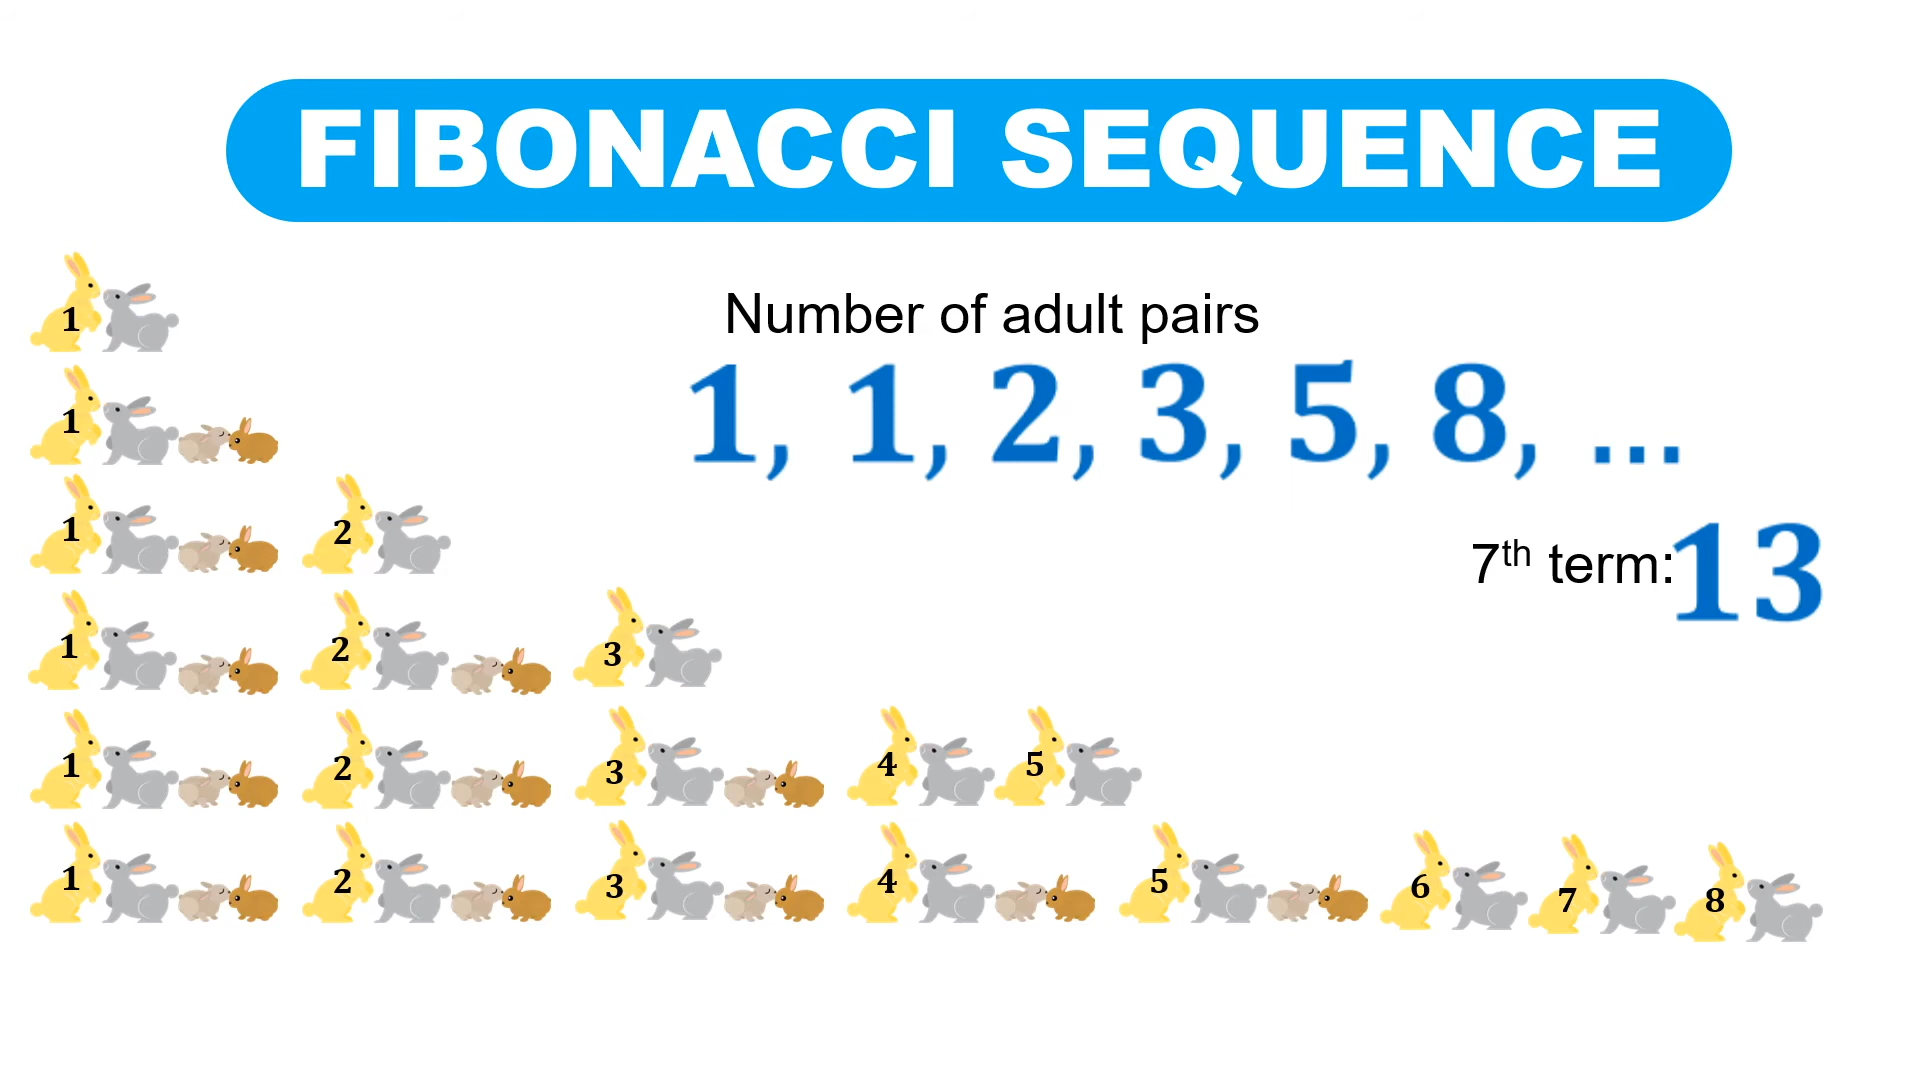 FIBONACCI SEQUENCE
1
Number of adult pairs
1, 1, 2, 3, 5, 8, ...
1
1 2
7th term: 13
1 2 3
1 2 3 4 5
1 2 3 4 5 6 7 8